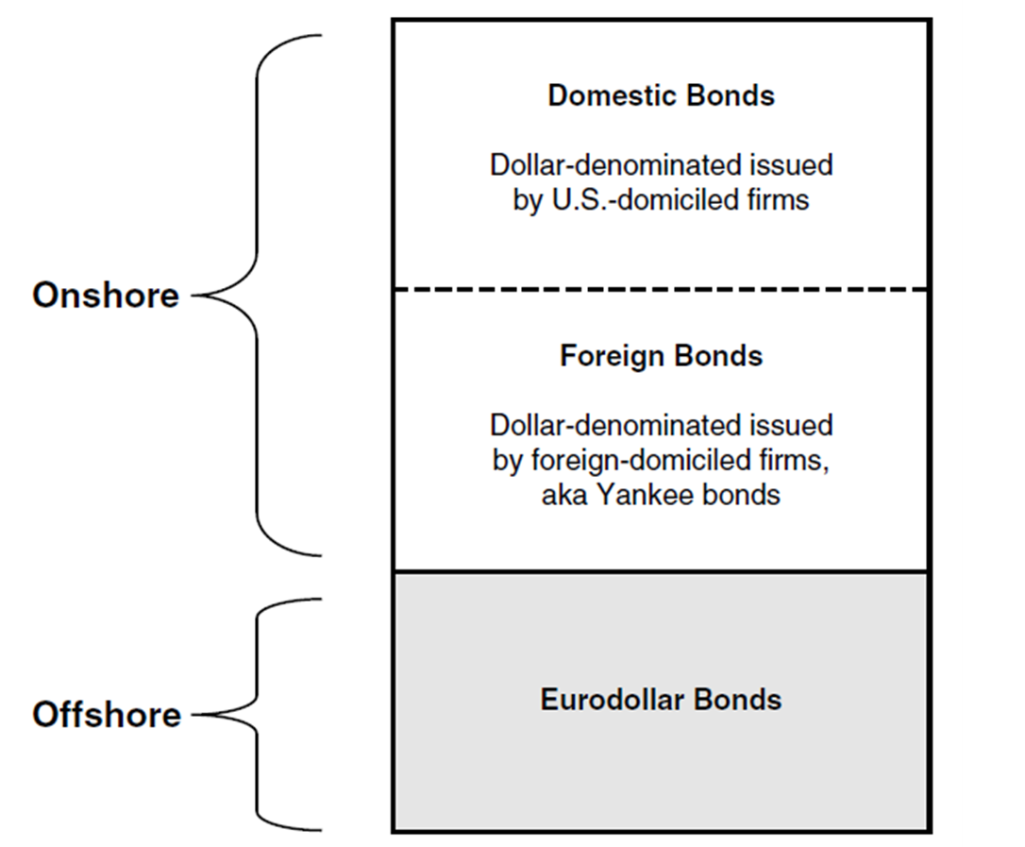 Domestic Bonds
Dollar-denominated issued
by U.S.-domiciled firms
Onshore
Foreign Bonds
Dollar-denominated issued
by foreign-domiciled firms,
aka Yankee bonds
Offshore
Eurodollar Bonds